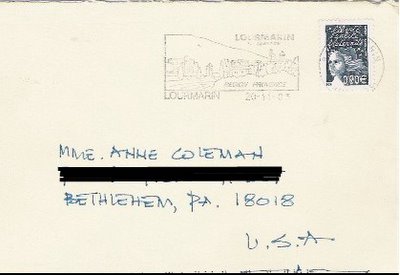 LOURMARIN
LOURMARIN
0,90€
MME. ANNE COLEMAN
BETHLEHEM, PA. 18018
U.S.A